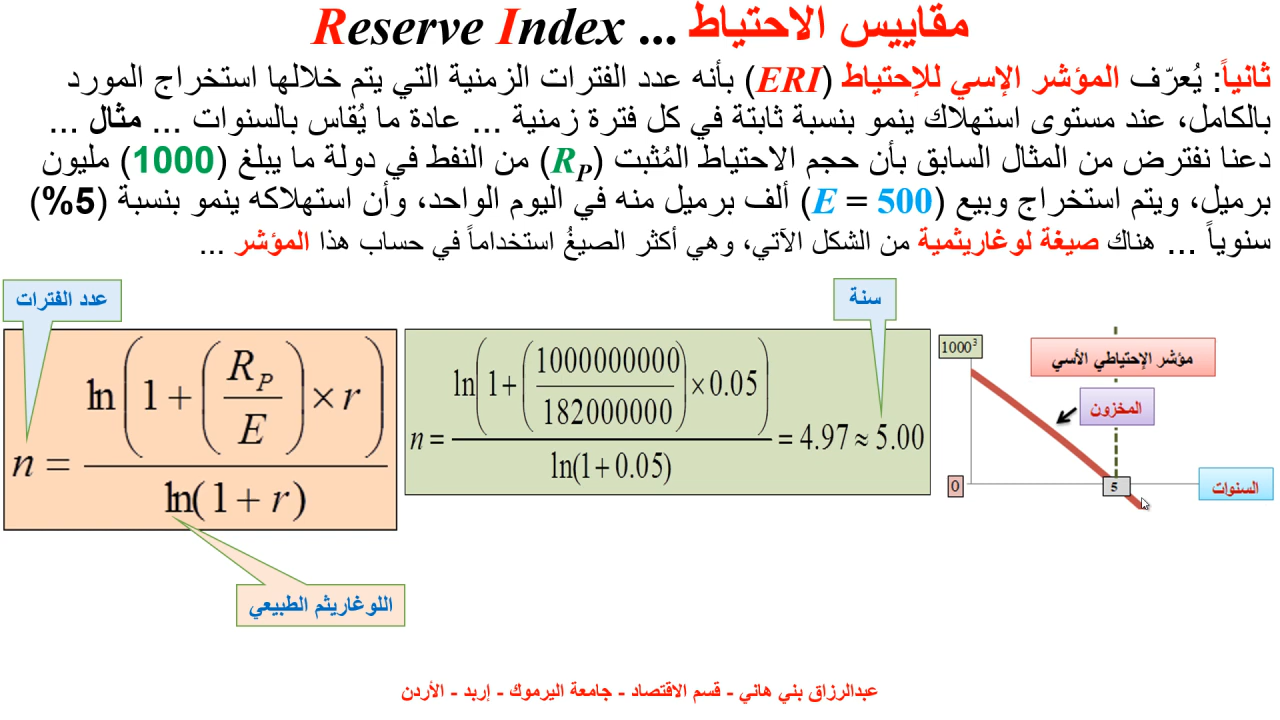 مقاييس الاحتياط ... Reserve Index
ثانياً: يُعرّف المؤشر الإسي للإحتياط (ERI) بأنه عدد الفترات الزمنية التي يتم خلالها استخراج المورد
بالكامل، عند مستوى استهلاك ينمو بنسبة ثابتة في كل فترة زمنية ... عادة ما يُقاس بالسنوات ... مثال ...
دعنا نفترض من المثال السابق بأن حجم الاحتياط المُثبت (R_P) من النفط في دولة ما يبلغ (1000) مليون
برميل، ويتم استخراج وبيع (E = 500) ألف برميل منه في اليوم الواحد، وأن استهلاكه ينمو بنسبة (5%)
سنوياً ... هناك صيغة لوغاريثمية من الشكل الآتي، وهي أكثر الصيغُ استخداماً في حساب هذا المؤشر ...
عدد الفترات
n = ln(1 + (R_P / E) × r) / ln(1 + r)
اللوغاريثم الطبيعي
سنة
n = ln(1 + (1000000000 / 182000000) × 0.05) / ln(1 + 0.05) = 4.97 ≈ 5.00
1000³
مؤشر الإحتياطي الأسي
المخزون
0
5
السنوات
عبدالرزاق بني هاني - قسم الاقتصاد - جامعة اليرموك - إربد - الأردن